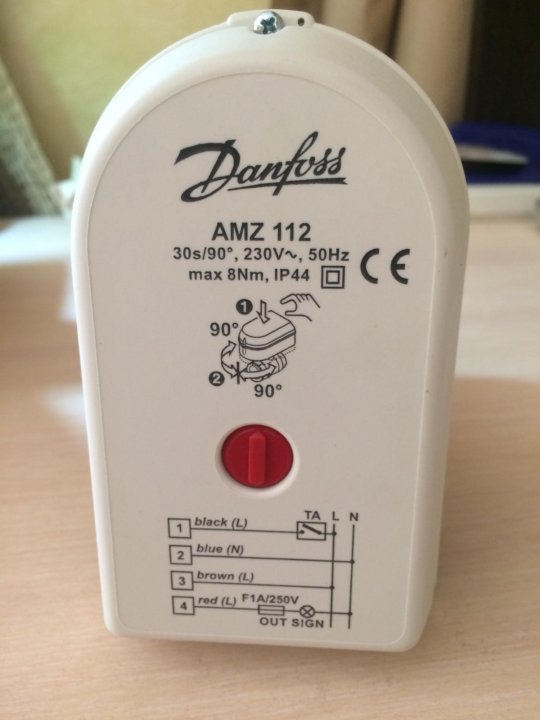 Danfoss
AMZ 112
30s/90°, 230V~, 50Hz
max 8Nm, IP44 CE
1
90°
2
90°
TA L N
1 black (L)
2 blue (N)
3 brown (L)
4 red (L) F1A/250V
OUT SIGN